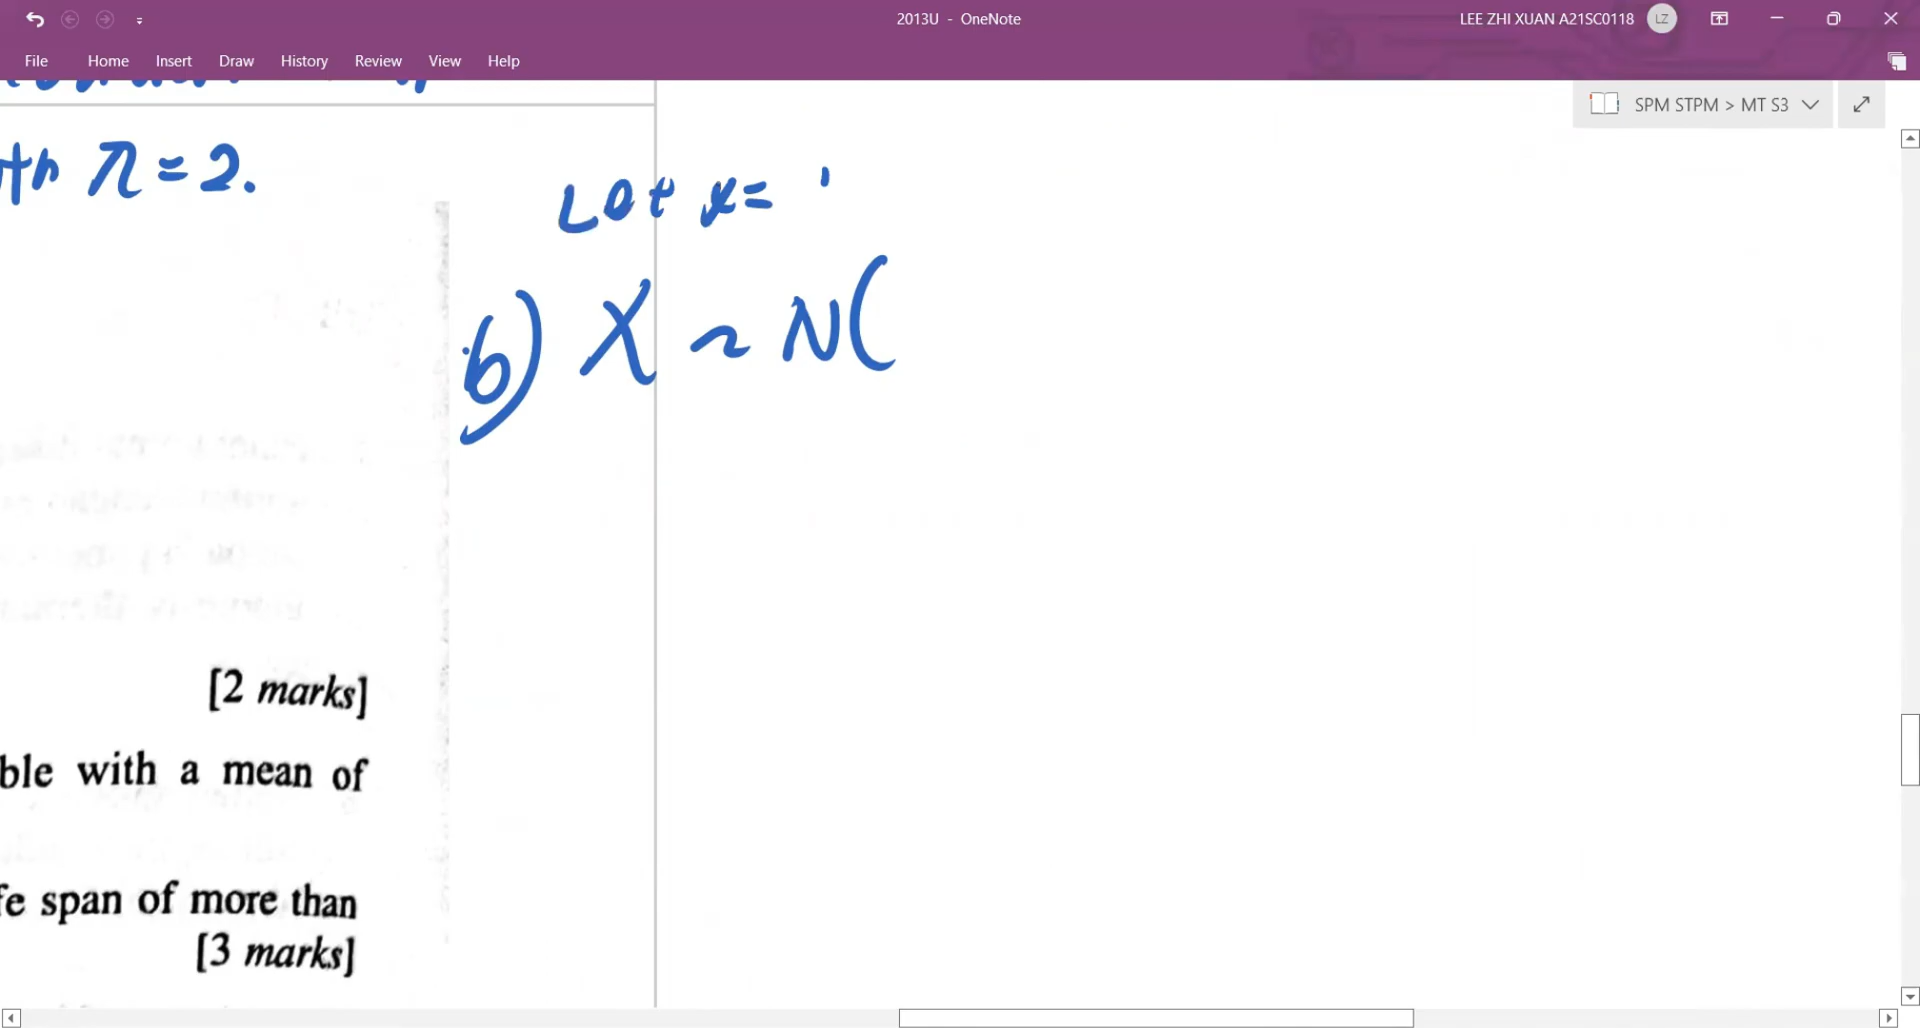 2013U - OneNote
LEE ZHI XUAN A21SC0118 LZ
File Home Insert Draw History Review View Help
SPM STPM > MT S3
π=2.
Let x= '
b) X ~ N(
[2 marks]
ble with a mean of
fe span of more than
[3 marks]